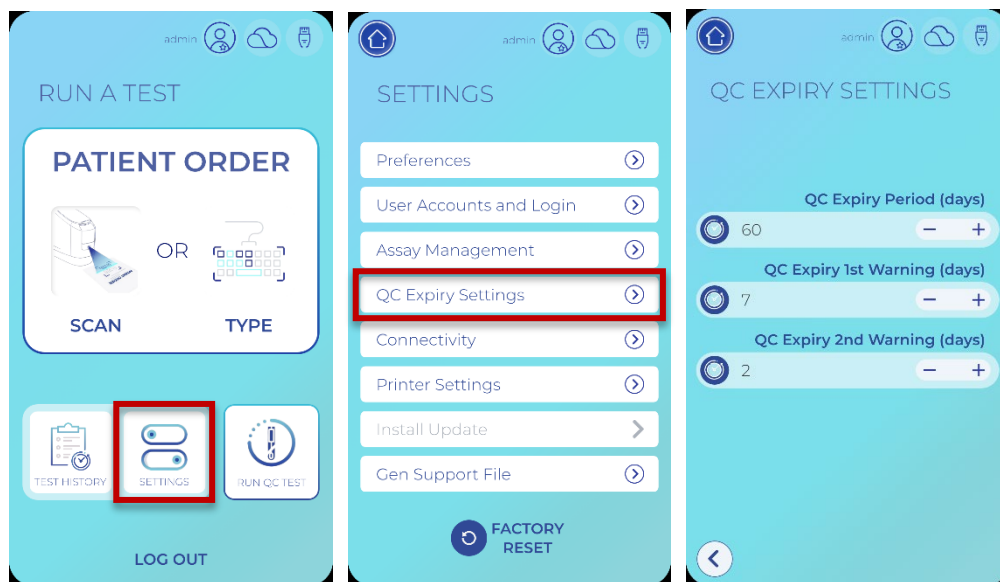 admin
RUN A TEST
PATIENT ORDER
OR
SCAN
TYPE
TEST HISTORY
SETTINGS
RUN QC TEST
LOG OUT
admin
SETTINGS
Preferences
User Accounts and Login
Assay Management
QC Expiry Settings
Connectivity
Printer Settings
Install Update
Gen Support File
FACTORY
RESET
admin
QC EXPIRY SETTINGS
QC Expiry Period (days)
60
− +
QC Expiry 1st Warning (days)
7
− +
QC Expiry 2nd Warning (days)
2
− +